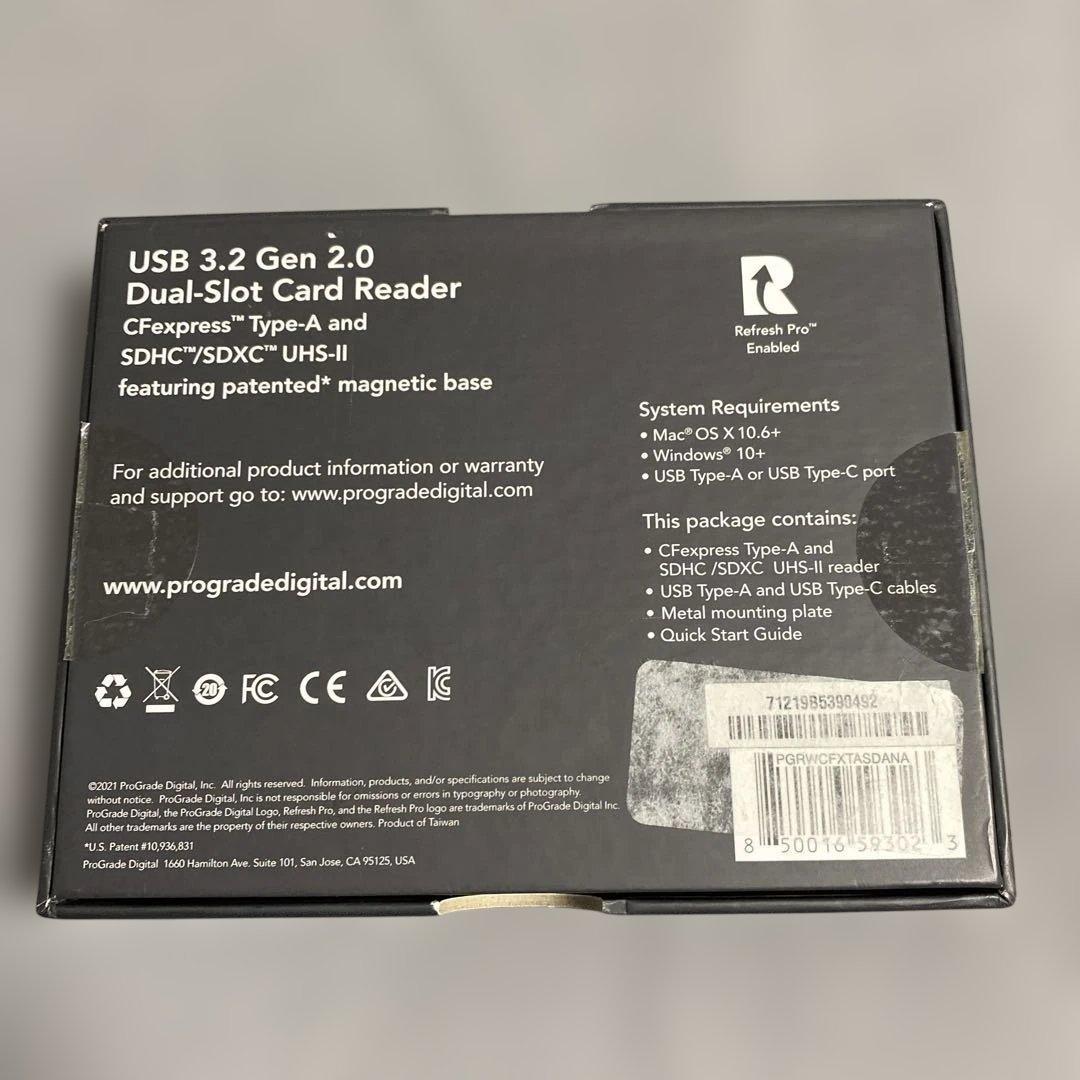 USB 3.2 Gen 2.0
Dual-Slot Card Reader
CFexpress™ Type-A and
SDHC™/SDXC™ UHS-II
featuring patented* magnetic base
For additional product information or warranty
and support go to: www.progradedigital.com
www.progradedigital.com
20
FC CE
©2021 ProGrade Digital, Inc. All rights reserved. Information, products, and/or specifications are subject to change
without notice. ProGrade Digital, Inc is not responsible for omissions or errors in typography or photography.
ProGrade Digital, the ProGrade Digital Logo, Refresh Pro, and the Refresh Pro logo are trademarks of ProGrade Digital Inc.
All other trademarks are the property of their respective owners. Product of Taiwan
*U.S. Patent #10,936,831
ProGrade Digital 1660 Hamilton Ave. Suite 101, San Jose, CA 95125, USA
R
Refresh Pro™
Enabled
System Requirements
• Mac® OS X 10.6+
• Windows® 10+
• USB Type-A or USB Type-C port
This package contains:
• CFexpress Type-A and
SDHC /SDXC UHS-II reader
• USB Type-A and USB Type-C cables
• Metal mounting plate
• Quick Start Guide
71219B5390492
PGRWCFXTASDANA
8 50016 59302 3